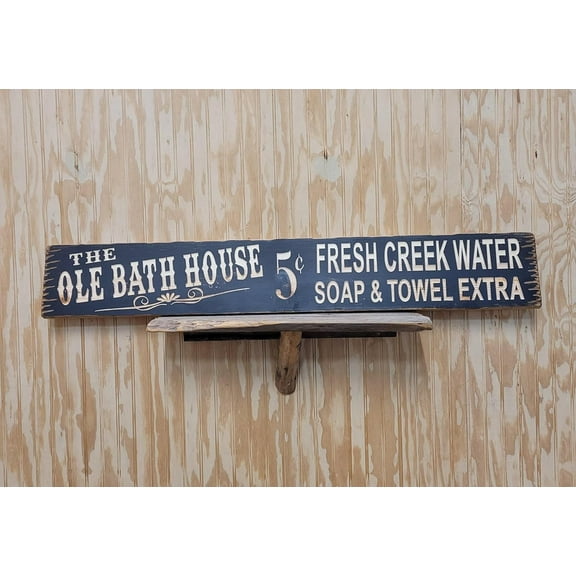 THE
OLE BATH HOUSE
5¢
FRESH CREEK WATER
SOAP & TOWEL EXTRA